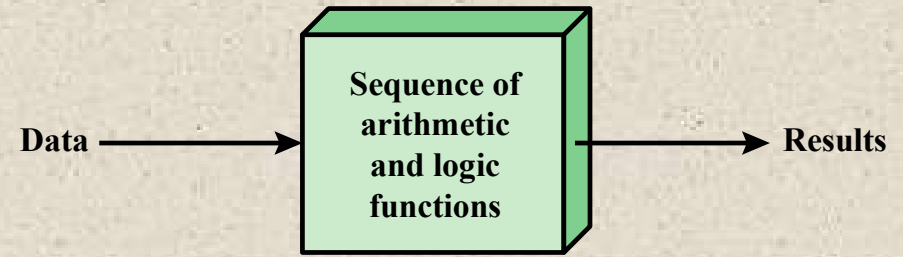 Data
Sequence of
arithmetic
and logic
functions
Results